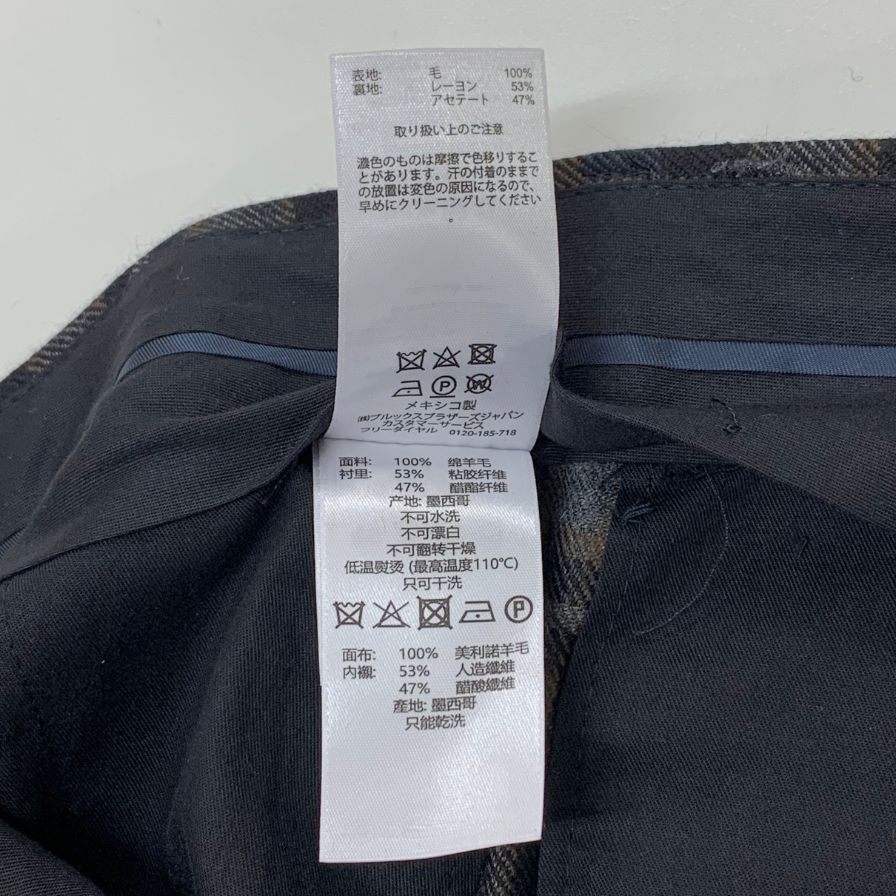 表地: 毛 100%
裏地: レーヨン 53%
アセテート 47%
取り扱い上のご注意
濃色のものは摩擦で色移りするこ
とがあります。汗の付着のままで
の放置は変色の原因になるので、
早めにクリーニングしてください
。
P W
メキシコ製
㈱ブルックスブラザーズジャパン
カスタマーサービス
フリーダイヤル 0120-185-718
面料: 100% 绵羊毛
衬里: 53% 粘胶纤维
47% 醋酯纤维
产地: 墨西哥
不可水洗
不可漂白
不可翻转干燥
低温熨烫 (最高温度110℃)
只可干洗
P
面布: 100% 美利諾羊毛
內襯: 53% 人造纖維
47% 醋酸纖維
產地: 墨西哥
只能乾洗